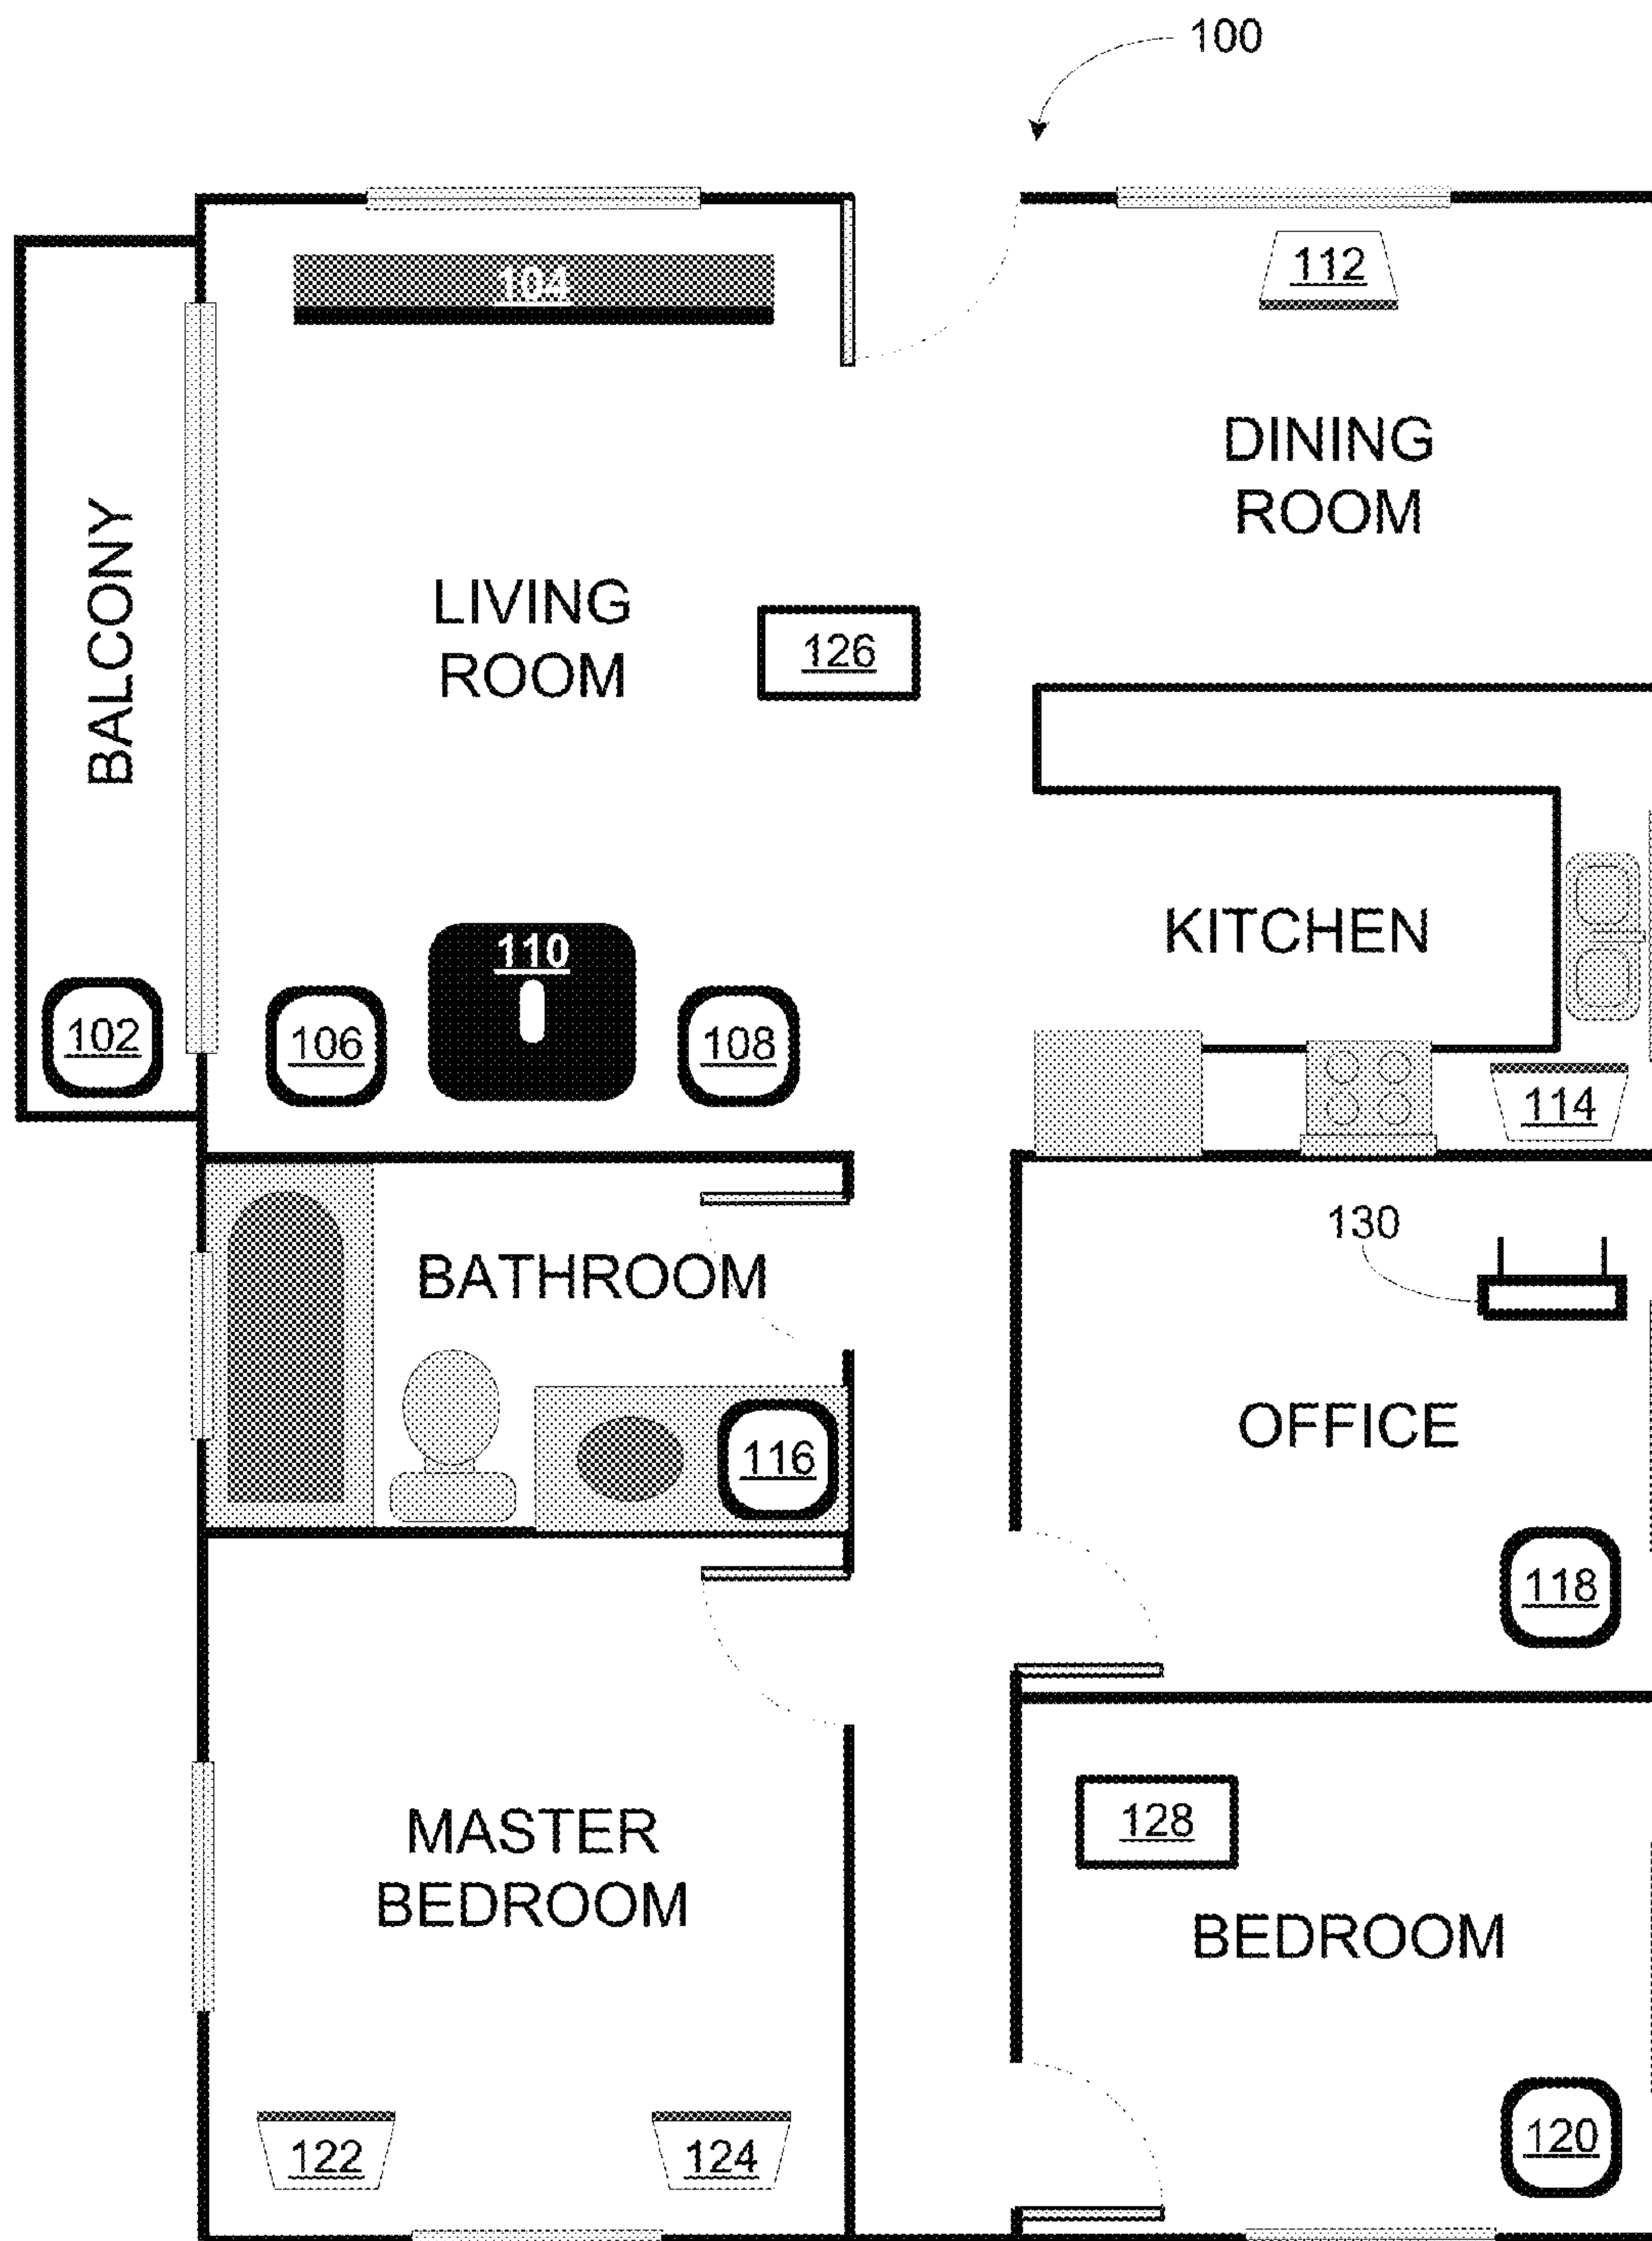 100
104
112
DINING
ROOM
BALCONY
LIVING
ROOM
126
KITCHEN
110
102
106
108
114
130
BATHROOM
OFFICE
116
118
128
MASTER
BEDROOM
BEDROOM
122
124
120